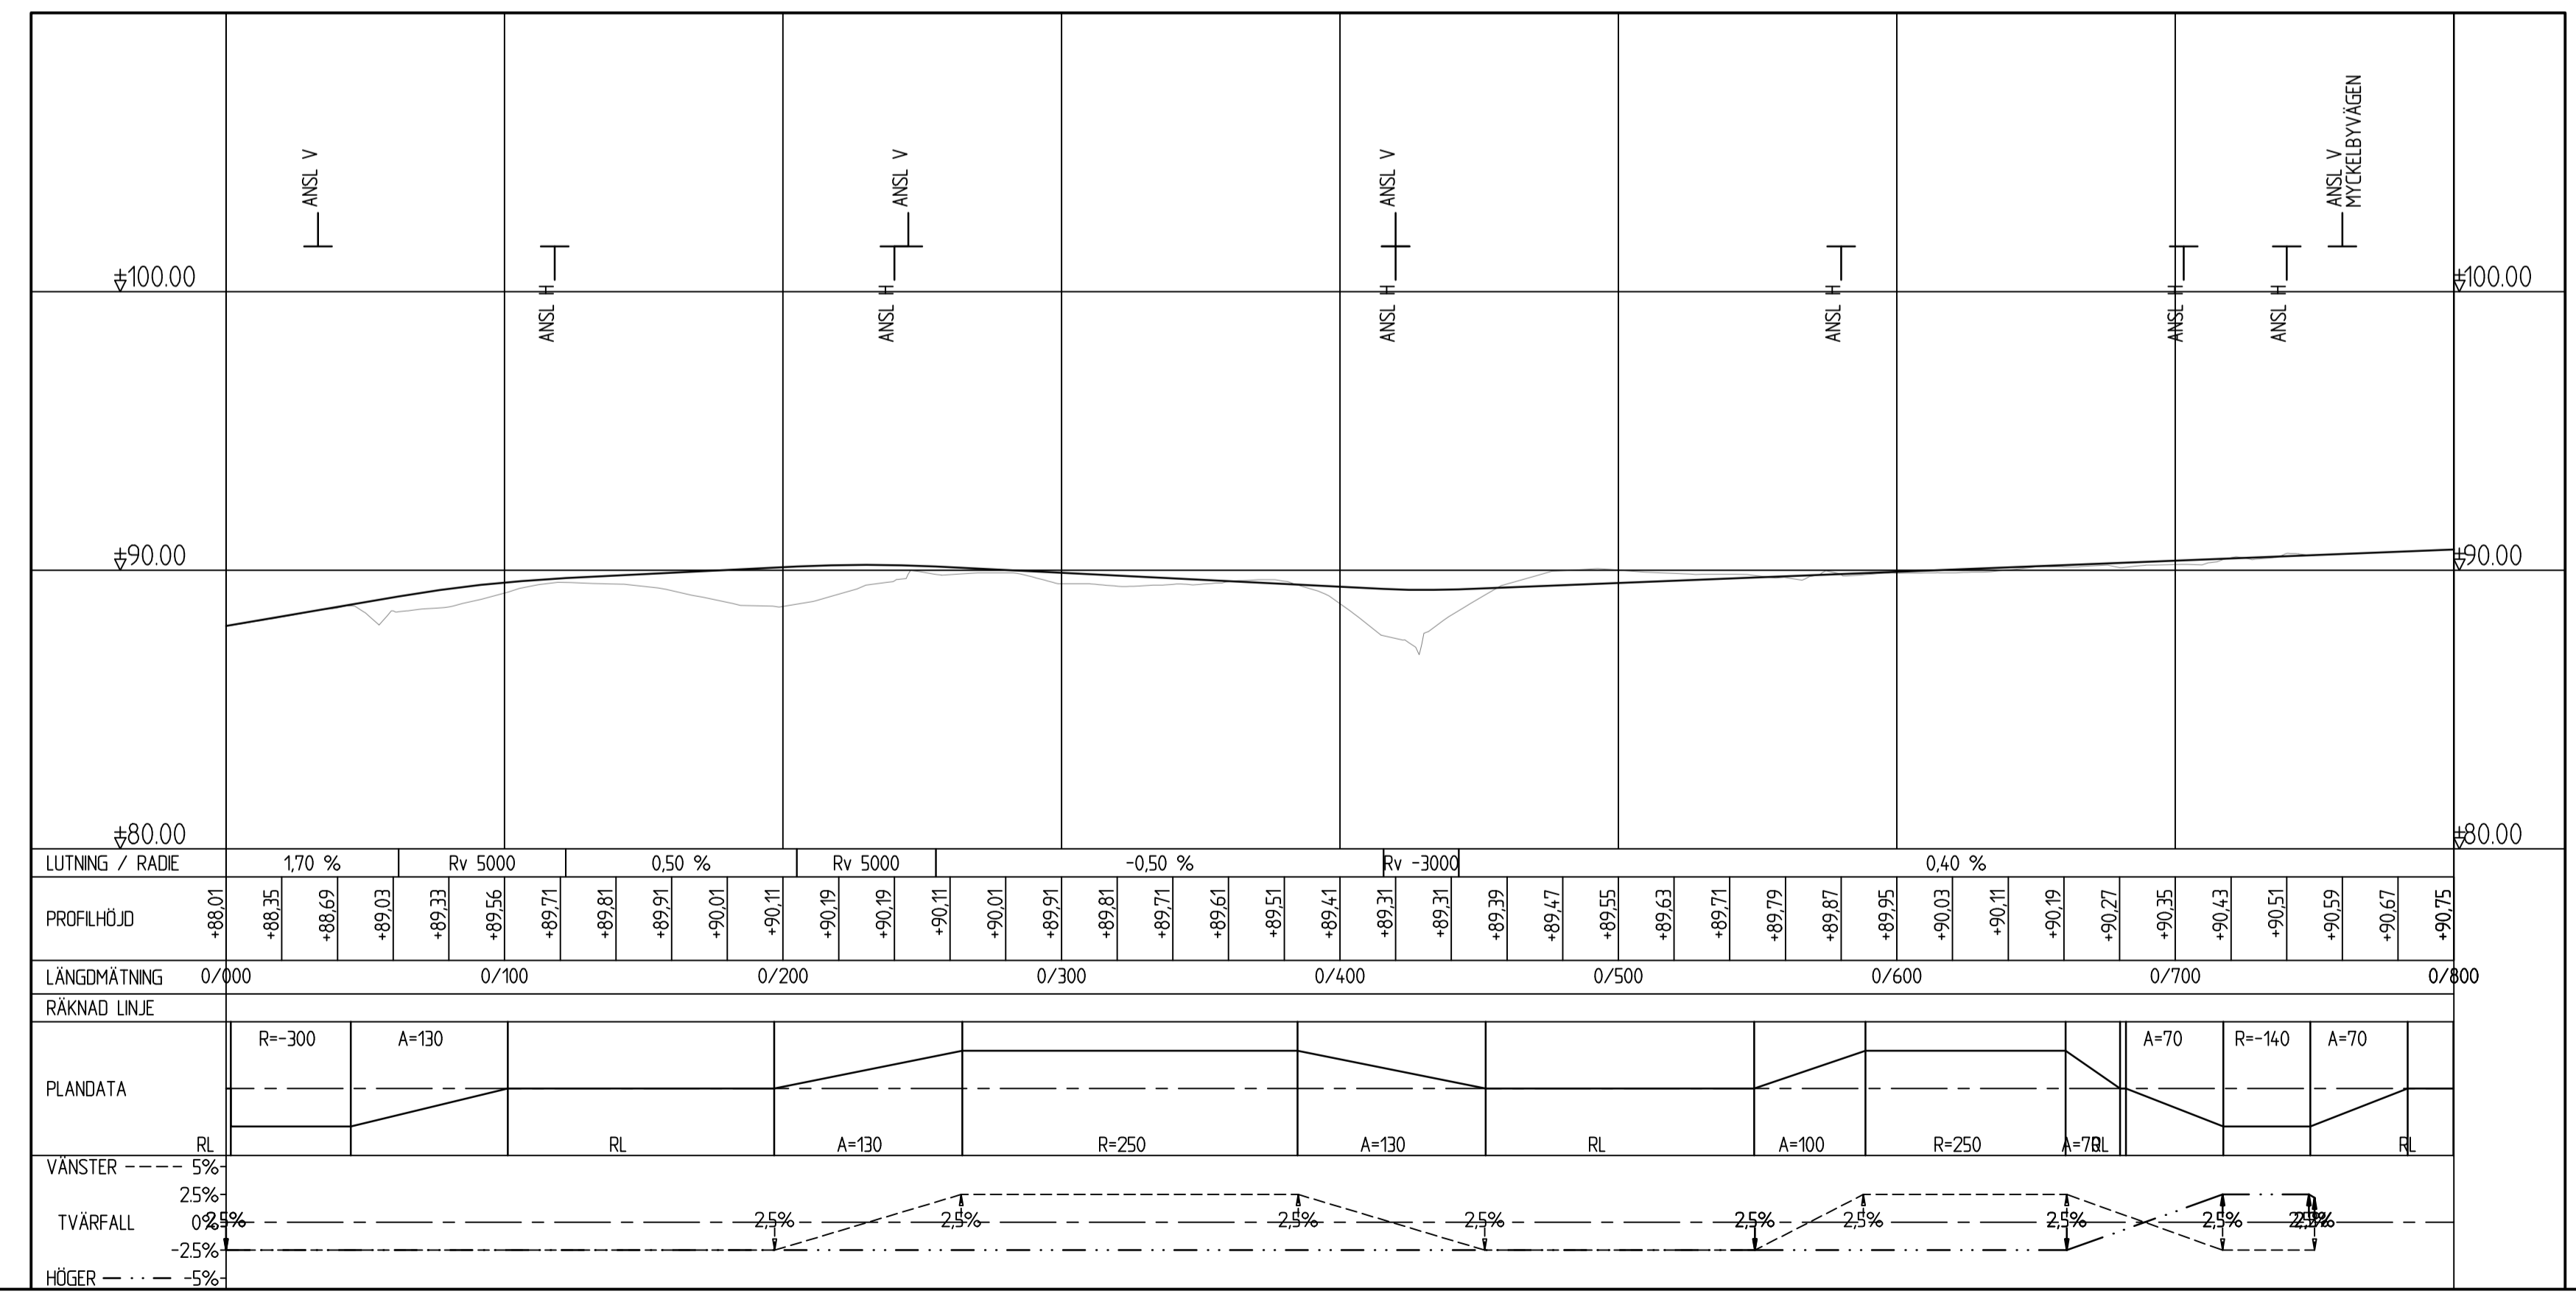 ANSL V
ANSL V
ANSL V
ANSL V
MYCKELBYVÄGEN
ANSL H
ANSL H
ANSL H
ANSL H
ANSL H
ANSL H
+100.00
+100.00
+90.00
+90.00
+80.00
+80.00
LUTNING / RADIE 1,70 % Rv 5000 0,50 % Rv 5000 -0,50 % Rv -3000 0,40 %
PROFILHÖJD +88,01 +88,35 +88,69 +89,03 +89,33 +89,56 +89,71 +89,81 +89,91 +90,01 +90,11 +90,19 +90,19 +90,11 +90,01 +89,91 +89,81 +89,71 +89,61 +89,51 +89,41 +89,31 +89,31 +89,39 +89,47 +89,55 +89,63 +89,71 +89,79 +89,87 +89,95 +90,03 +90,11 +90,19 +90,27 +90,35 +90,43 +90,51 +90,59 +90,67 +90,75
LÄNGDMÄTNING 0/000 0/100 0/200 0/300 0/400 0/500 0/600 0/700 0/800
RÄKNAD LINJE
R=-300 A=130 A=70 R=-140 A=70
PLANDATA
RL RL A=130 R=250 A=130 RL A=100 R=250 A=70 RL RL
VÄNSTER 5%
2.5%
TVÄRFALL 0% 2,5% 2,5% 2,5% 2,5% 2,5% 2,5% 2,5% 2,5% 2,5% 2,5%
-2.5%
HÖGER -5%